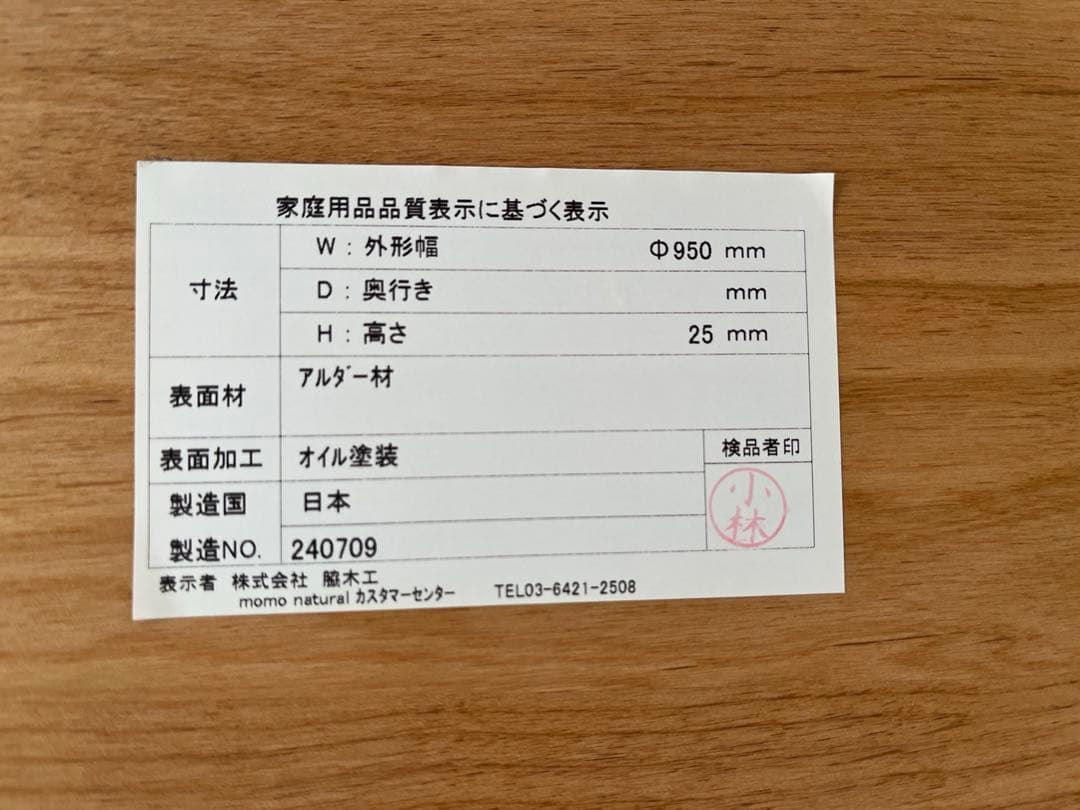 家庭用品品質表示に基づく表示
寸法
W：外形幅 Φ950 mm
D：奥行き mm
H：高さ 25 mm
表面材 アルダー材
表面加工 オイル塗装
検品者印
製造国 日本
小林
製造NO. 240709
表示者 株式会社 脇木工
momo natural カスタマーセンター TEL03-6421-2508